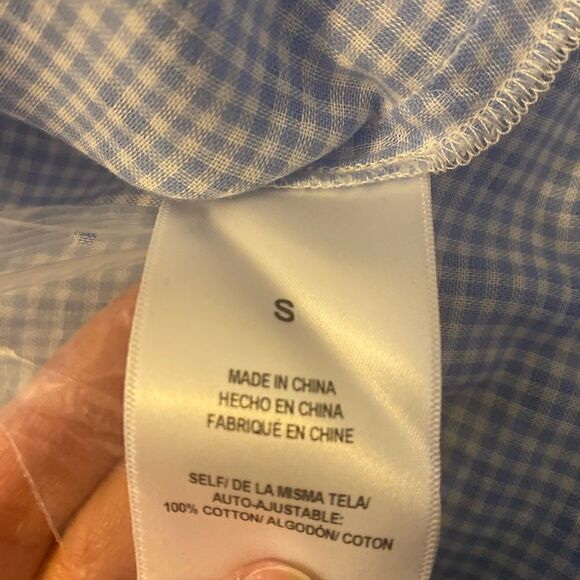 S
MADE IN CHINA
HECHO EN CHINA
FABRIQUÉ EN CHINE
SELF/ DE LA MISMA TELA/
AUTO-AJUSTABLE:
100% COTTON/ ALGODÓN/ COTON